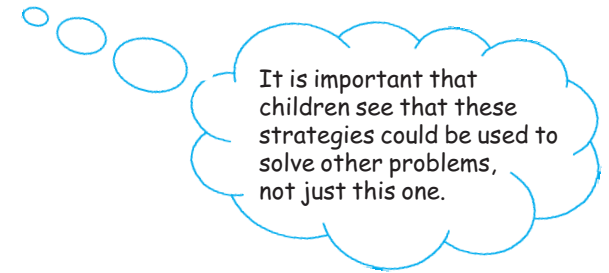 It is important that
children see that these
strategies could be used to
solve other problems,
not just this one.